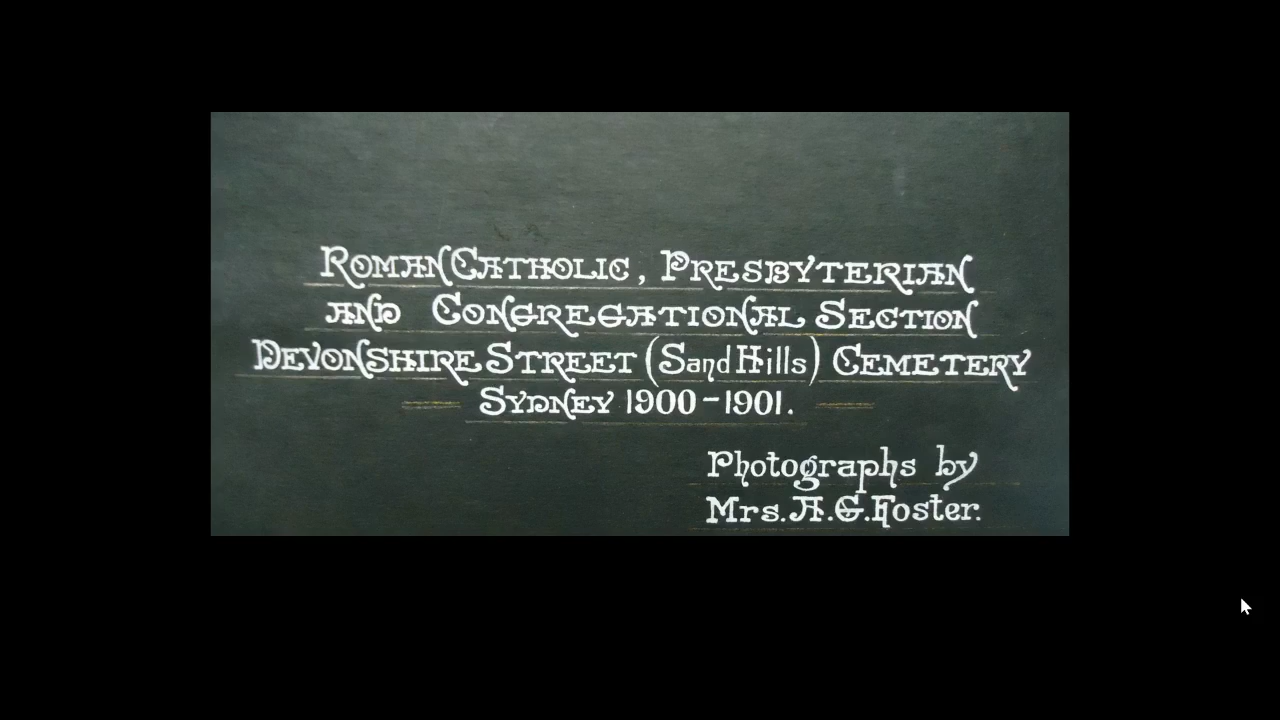 Roman Catholic, Presbyterian
and Congregational Section
Devonshire Street (Sand Hills) Cemetery
Sydney 1900-1901.
Photographs by
Mrs. A. G. Foster.